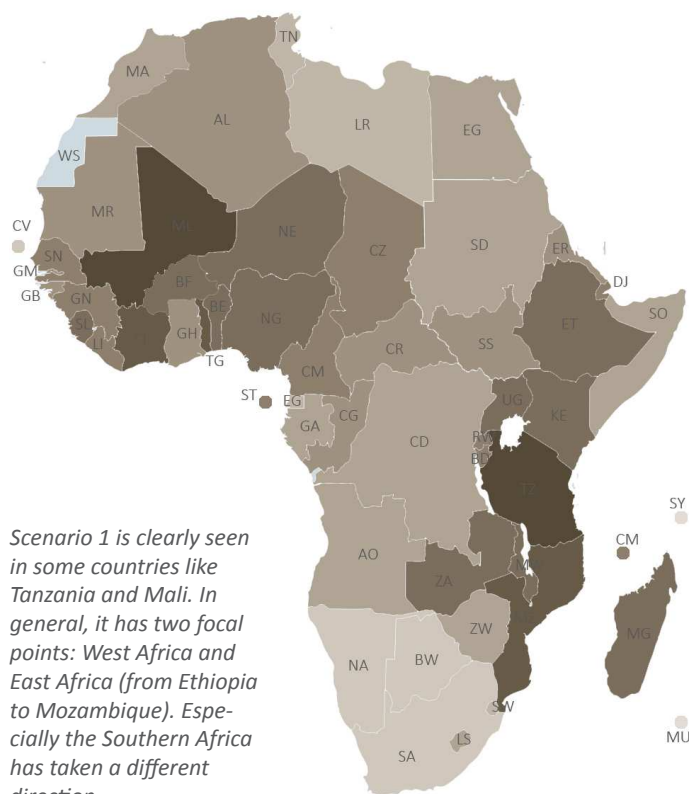 TN
MA
AL
LR
EG
WS
MR
ML
NE
CZ
SD
CV
SN
GM
GB
GN
BF
BE
NG
SL
LI
GH
TG
ER
DJ
SO
ET
CM
CR
SS
ST
EG
GA
CG
CD
UG
KE
RW
BD
TZ
SY
CM
AO
ZA
MG
ZW
NA
BW
SW
LS
SA
MU
Scenario 1 is clearly seen
in some countries like
Tanzania and Mali. In
general, it has two focal
points: West Africa and
East Africa (from Ethiopia
to Mozambique). Espe-
cially the Southern Africa
has taken a different